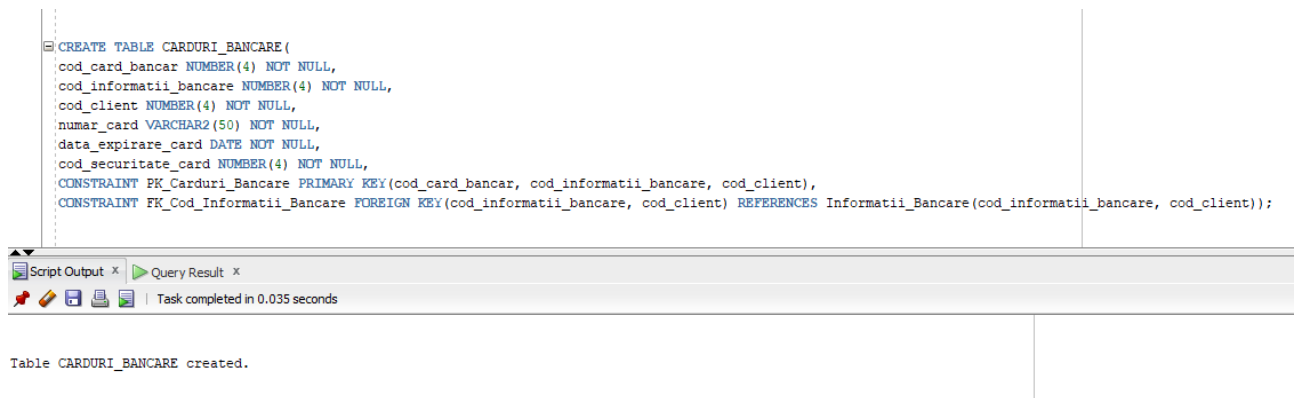 CREATE TABLE CARDURI_BANCARE(
cod_card_bancar NUMBER(4) NOT NULL,
cod_informatii_bancare NUMBER(4) NOT NULL,
cod_client NUMBER(4) NOT NULL,
numar_card VARCHAR2(50) NOT NULL,
data_expirare_card DATE NOT NULL,
cod_securitate_card NUMBER(4) NOT NULL,
CONSTRAINT PK_Carduri_Bancare PRIMARY KEY(cod_card_bancar, cod_informatii_bancare, cod_client),
CONSTRAINT FK_Cod_Informatii_Bancare FOREIGN KEY(cod_informatii_bancare, cod_client) REFERENCES Informatii_Bancare(cod_informatii_bancare, cod_client));
Script Output x Query Result x
Task completed in 0.035 seconds
Table CARDURI_BANCARE created.